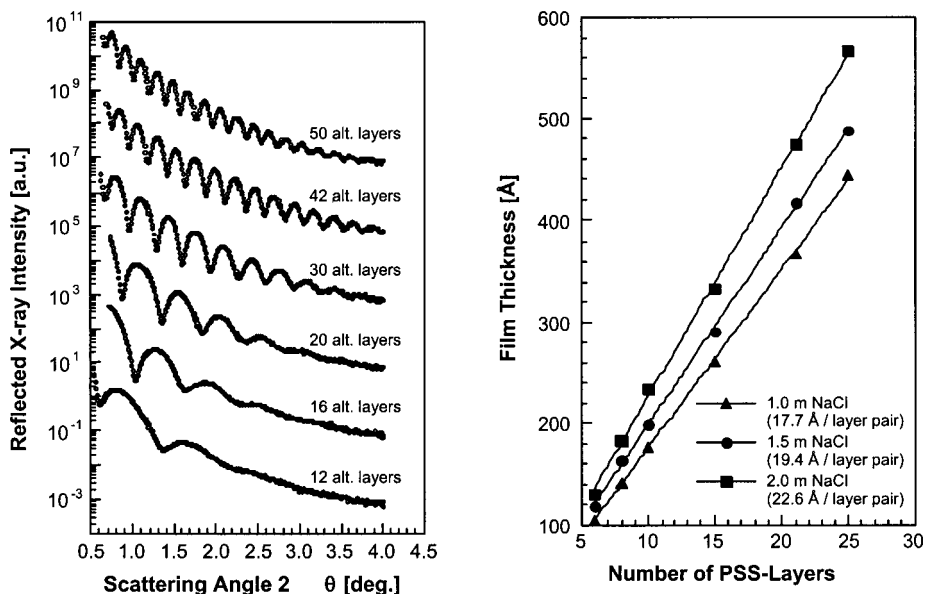 Reflected X-ray Intensity [a.u.]
10^11
10^9
10^7
10^5
10^3
10^1
10^-1
10^-3
50 alt. layers
42 alt. layers
30 alt. layers
20 alt. layers
16 alt. layers
12 alt. layers
0.5 1.0 1.5 2.0 2.5 3.0 3.5 4.0 4.5
Scattering Angle 2 θ [deg.]
Film Thickness [Å]
600
500
400
300
200
100
1.0 m NaCl
(17.7 Å / layer pair)
1.5 m NaCl
(19.4 Å / layer pair)
2.0 m NaCl
(22.6 Å / layer pair)
5 10 15 20 25 30
Number of PSS-Layers